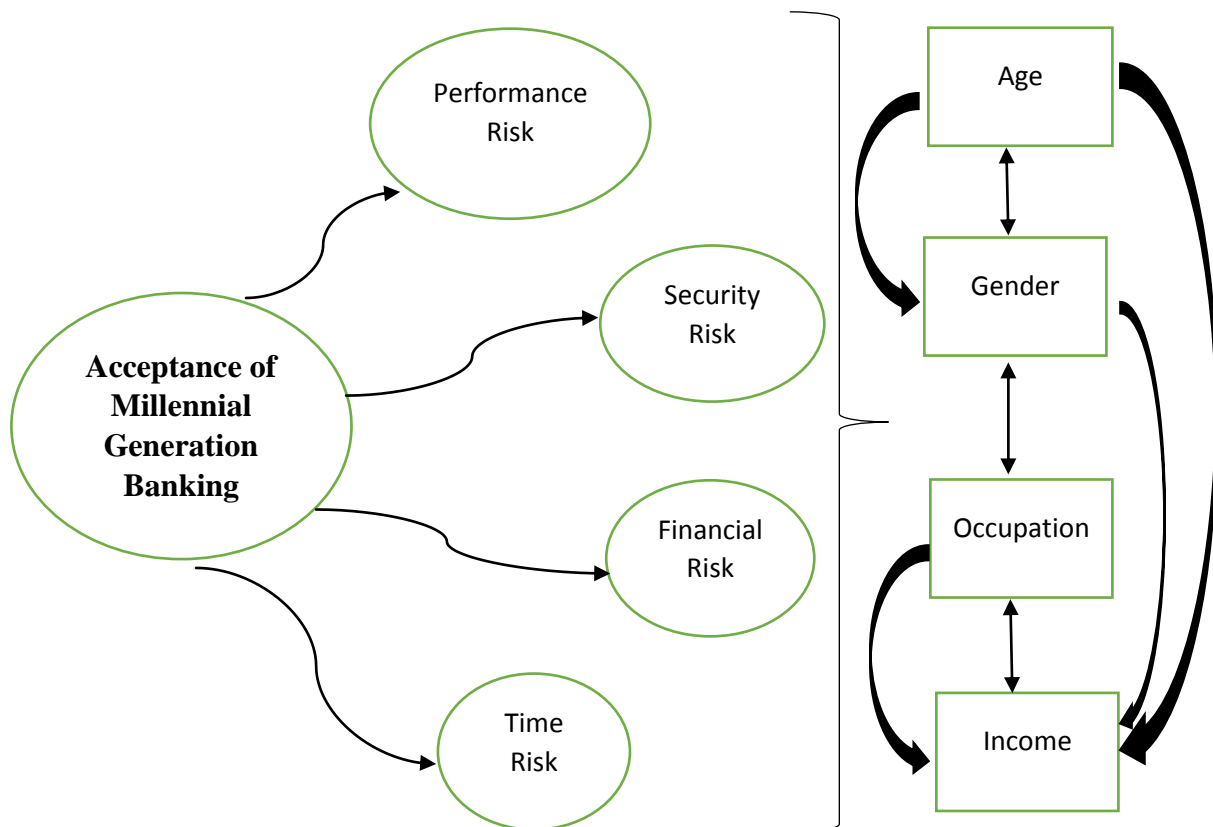 Performance
Risk
Security
Risk
Acceptance of
Millennial
Generation
Banking
Financial
Risk
Time
Risk
Age
Gender
Occupation
Income